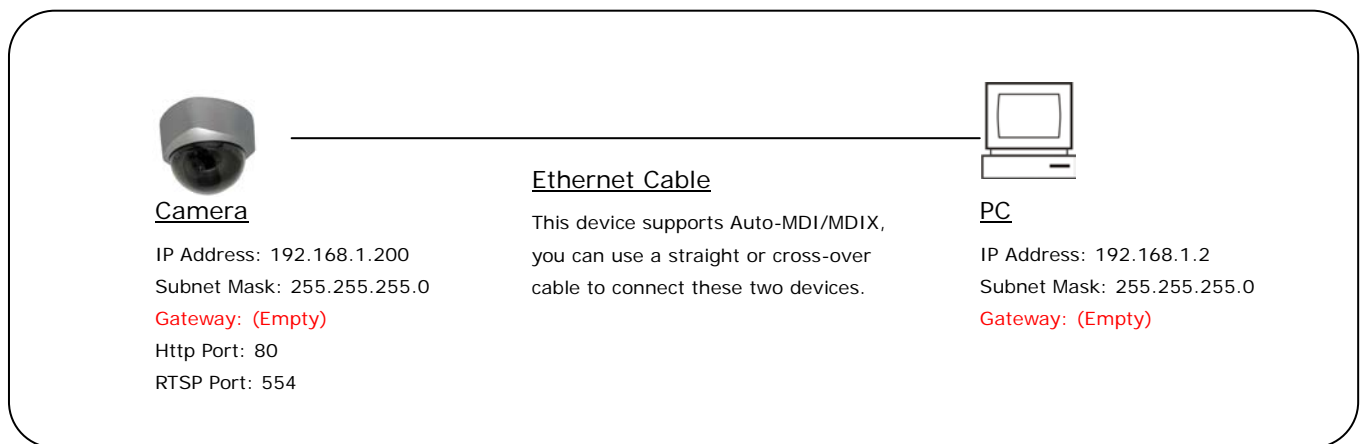 Camera
IP Address: 192.168.1.200
Subnet Mask: 255.255.255.0
Gateway: (Empty)
Http Port: 80
RTSP Port: 554
Ethernet Cable
This device supports Auto-MDI/MDIX,
you can use a straight or cross-over
cable to connect these two devices.
PC
IP Address: 192.168.1.2
Subnet Mask: 255.255.255.0
Gateway: (Empty)